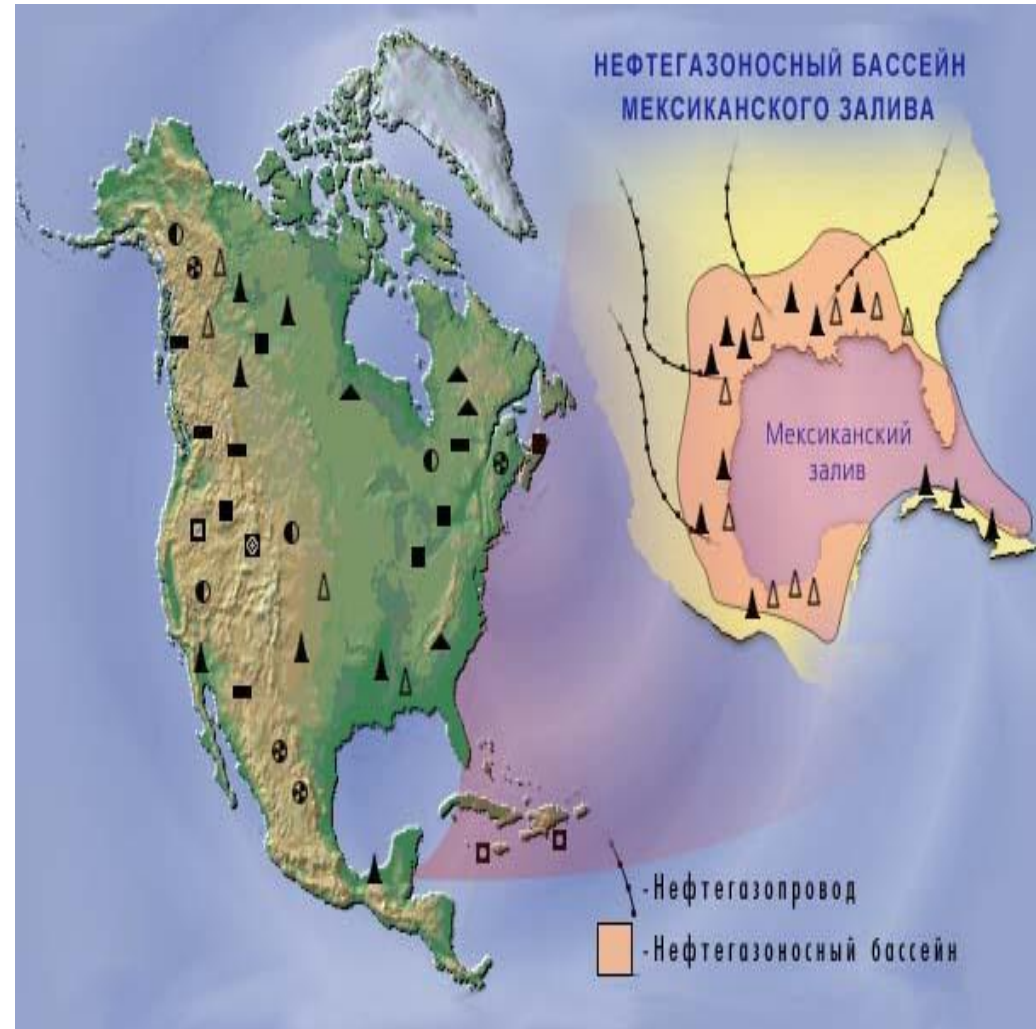 НЕФТЕГАЗОНОСНЫЙ БАССЕЙН
МЕКСИКАНСКОГО ЗАЛИВА
Мексиканский
залив
-Нефтегазопровод
-Нефтегазоносный бассейн